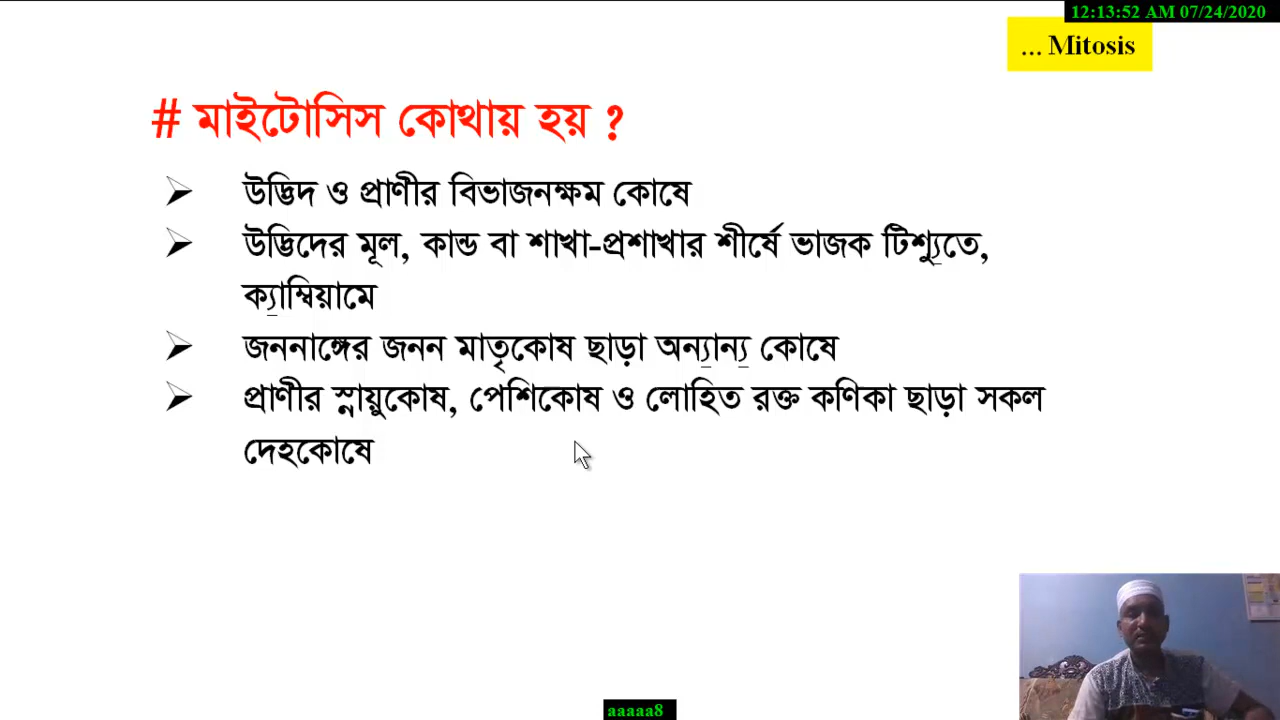 12:13:52 AM 07/24/2020
... Mitosis
# মাইটোসিস কোথায় হয় ?
➢ উদ্ভিদ ও প্রাণীর বিভাজনক্ষম কোষে
➢ উদ্ভিদের মূল, কান্ড বা শাখা-প্রশাখার শীর্ষে ভাজক টিশ্যুতে,
ক্যাম্বিয়ামে
➢ জননাঙ্গের জনন মাতৃকোষ ছাড়া অন্যান্য কোষে
➢ প্রাণীর স্নায়ুকোষ, পেশিকোষ ও লোহিত রক্ত কণিকা ছাড়া সকল
দেহকোষে
aaaaa8